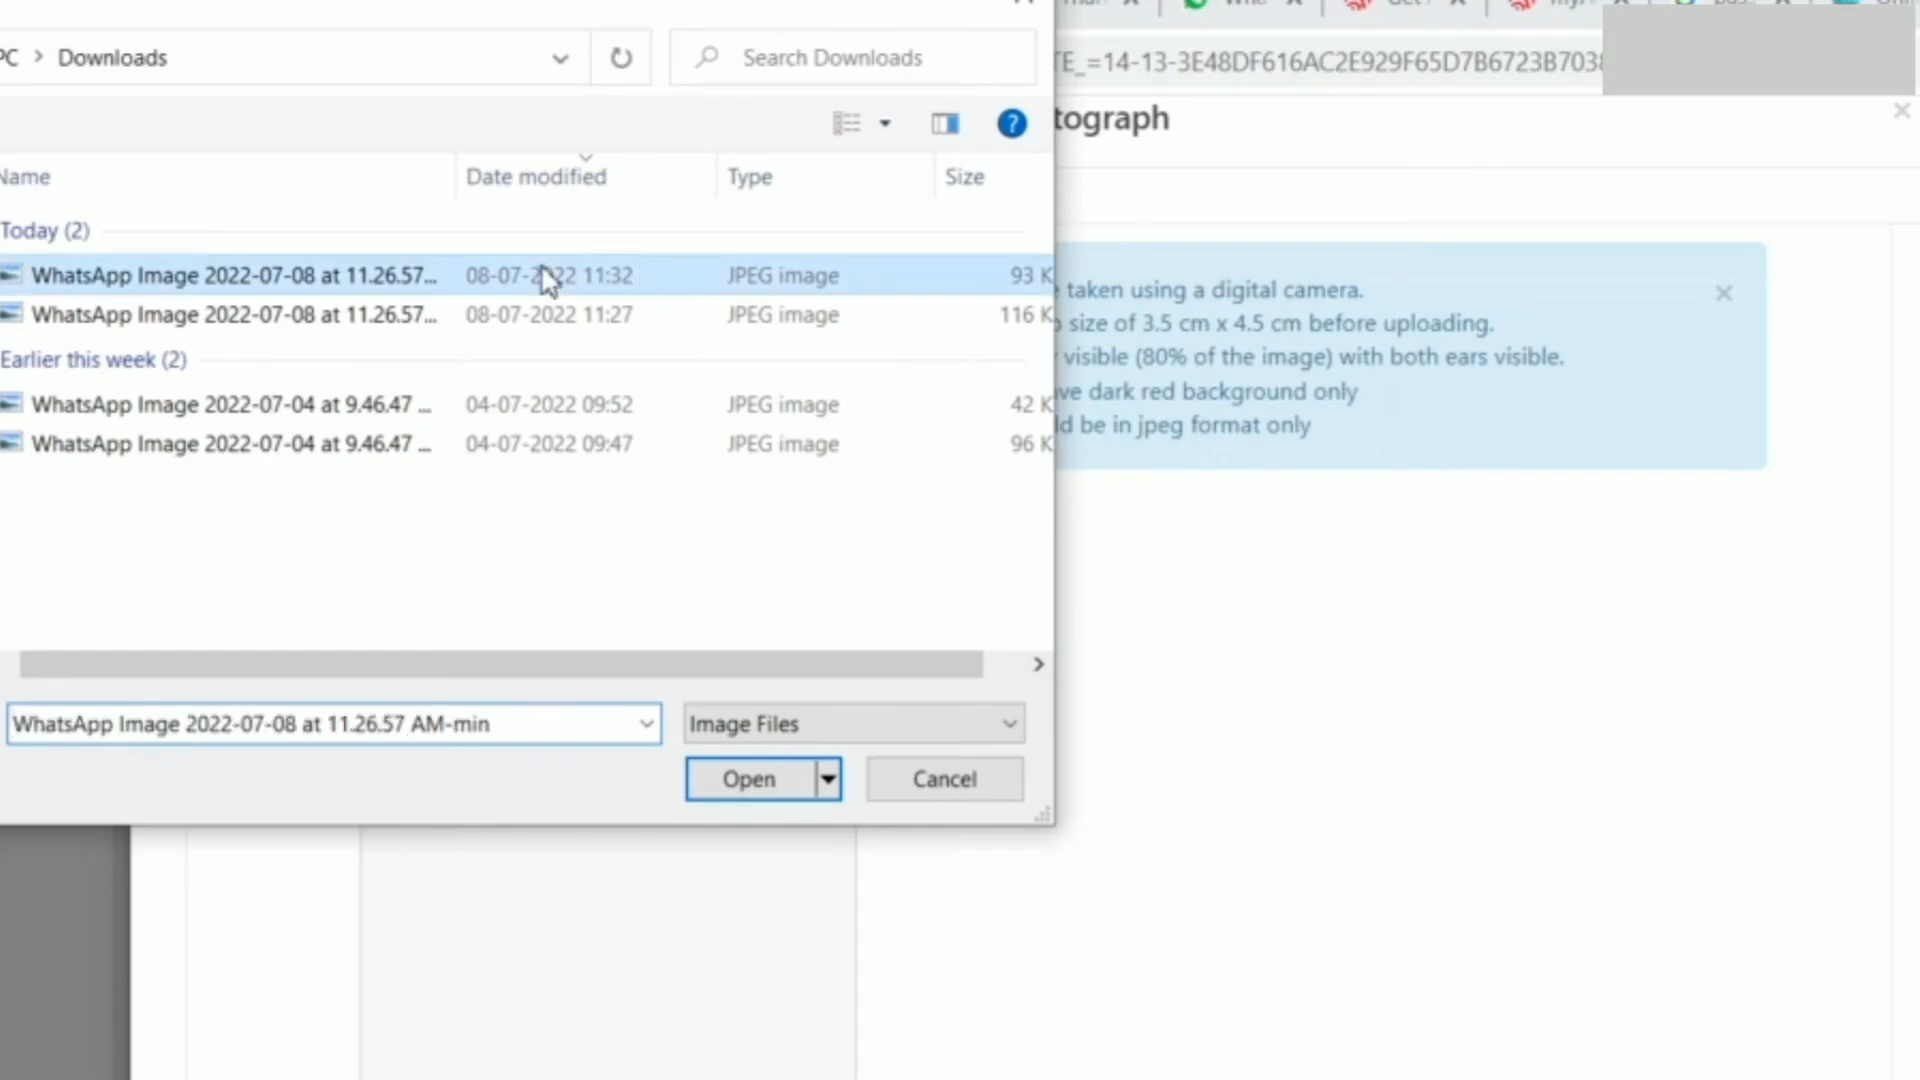 PC > Downloads
Search Downloads
TE_=14-13-3E48DF616AC2E929F65D7B6723B7038
tograph
Name Date modified Type Size
Today (2)
WhatsApp Image 2022-07-08 at 11.26.57... 08-07-2022 11:32 JPEG image 93 K
WhatsApp Image 2022-07-08 at 11.26.57... 08-07-2022 11:27 JPEG image 116 K
Earlier this week (2)
WhatsApp Image 2022-07-04 at 9.46.47 ... 04-07-2022 09:52 JPEG image 42 K
WhatsApp Image 2022-07-04 at 9.46.47 ... 04-07-2022 09:47 JPEG image 96 K
taken using a digital camera.
size of 3.5 cm x 4.5 cm before uploading.
visible (80% of the image) with both ears visible.
ve dark red background only
ld be in jpeg format only
WhatsApp Image 2022-07-08 at 11.26.57 AM-min
Image Files
Open
Cancel